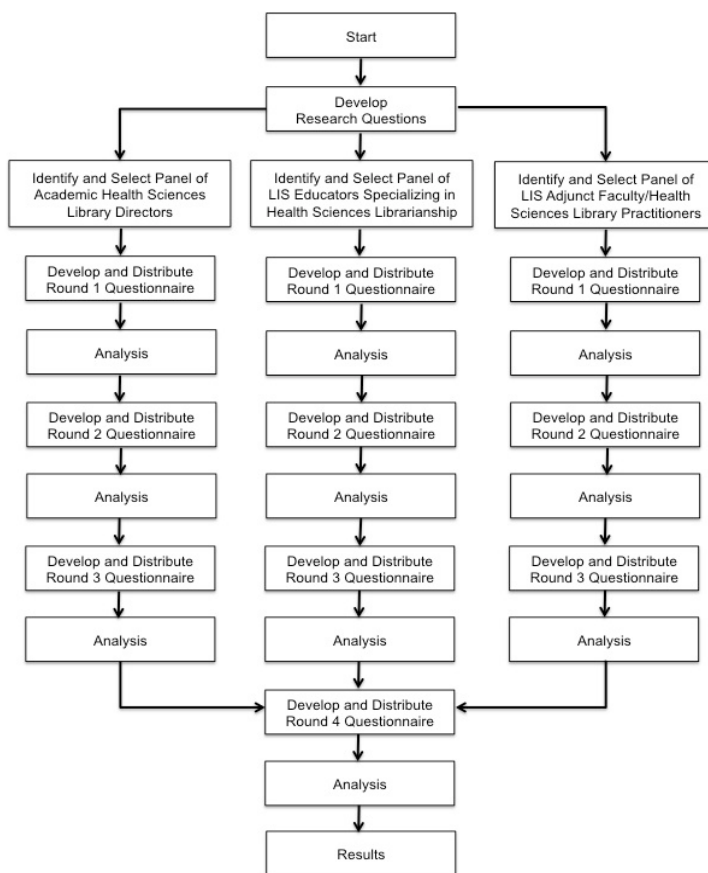 Start
Develop
Research Questions
Identify and Select Panel of
Academic Health Sciences
Library Directors
Identify and Select Panel of
LIS Educators Specializing in
Health Sciences Librarianship
Identify and Select Panel of
LIS Adjunct Faculty/Health
Sciences Library Practitioners
Develop and Distribute
Round 1 Questionnaire
Develop and Distribute
Round 1 Questionnaire
Develop and Distribute
Round 1 Questionnaire
Analysis
Analysis
Analysis
Develop and Distribute
Round 2 Questionnaire
Develop and Distribute
Round 2 Questionnaire
Develop and Distribute
Round 2 Questionnaire
Analysis
Analysis
Analysis
Develop and Distribute
Round 3 Questionnaire
Develop and Distribute
Round 3 Questionnaire
Develop and Distribute
Round 3 Questionnaire
Analysis
Analysis
Analysis
Develop and Distribute
Round 4 Questionnaire
Analysis
Results